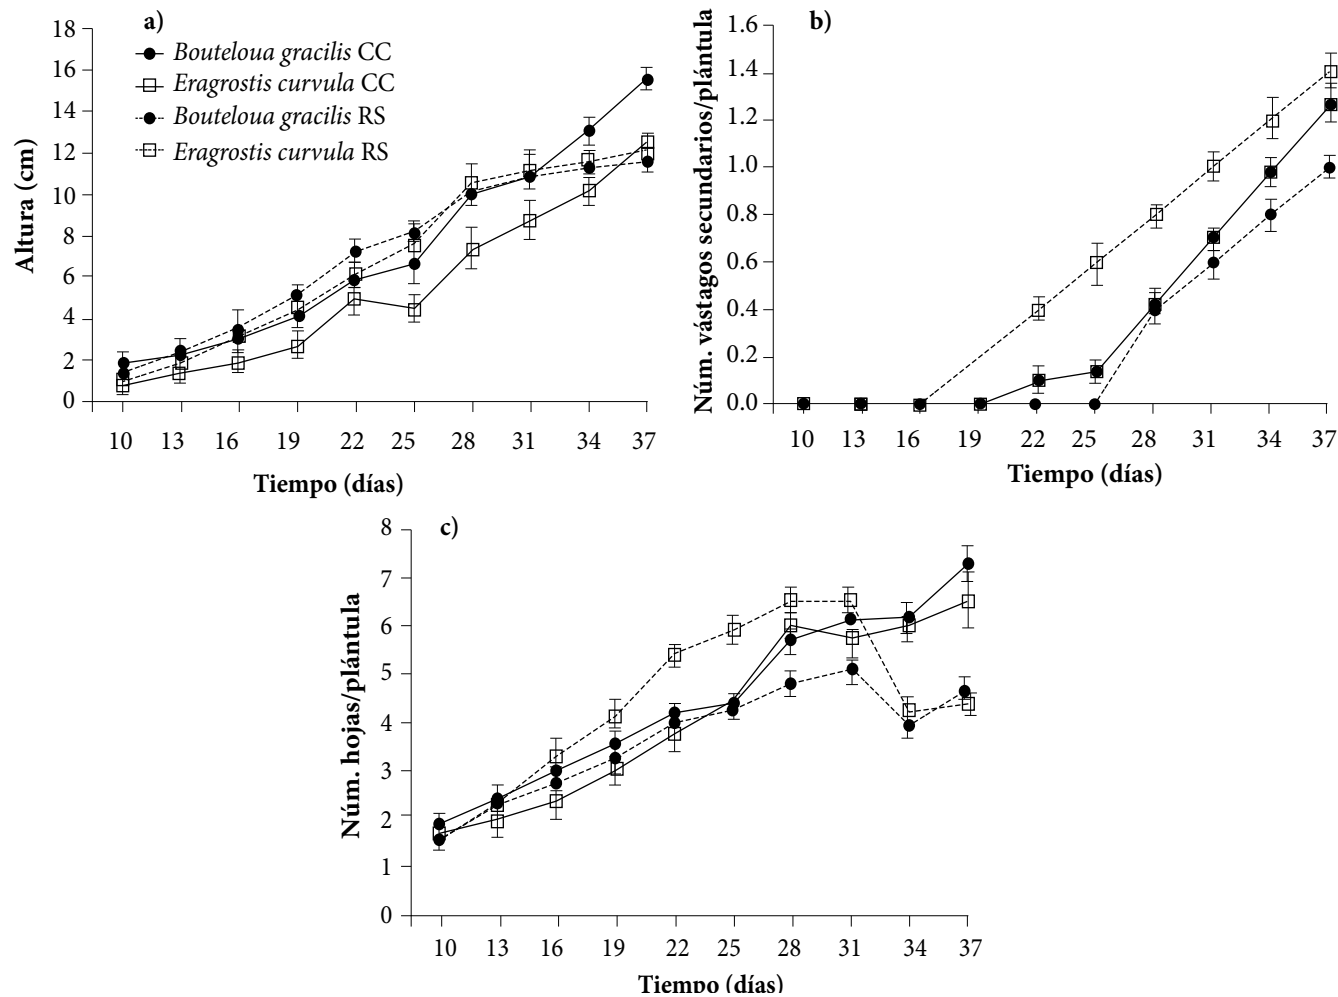 a)
Bouteloua gracilis CC
Eragrostis curvula CC
Bouteloua gracilis RS
Eragrostis curvula RS
Altura (cm)
18
16
14
12
10
8
6
4
2
0
10 13 16 19 22 25 28 31 34 37
Tiempo (días)
b)
Núm. vástagos secundarios/plántula
1.6
1.4
1.2
1.0
0.8
0.6
0.4
0.2
0.0
10 13 16 19 22 25 28 31 34 37
Tiempo (días)
c)
Núm. hojas/plántula
8
7
6
5
4
3
2
1
0
10 13 16 19 22 25 28 31 34 37
Tiempo (días)